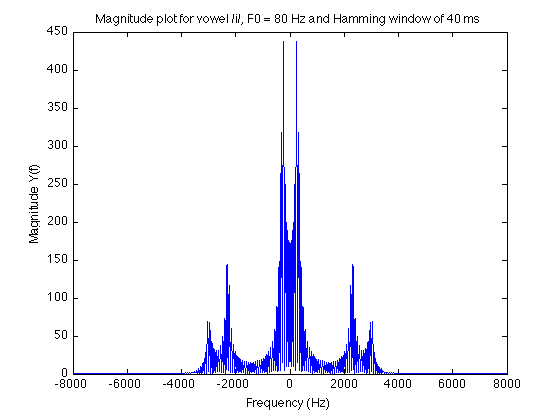 Magnitude plot for vowel /i/, F0 = 80 Hz and Hamming window of 40 ms
450
400
350
300
250
200
150
100
50
0
Magnitude Y(f)
-8000 -6000 -4000 -2000 0 2000 4000 6000 8000
Frequency (Hz)